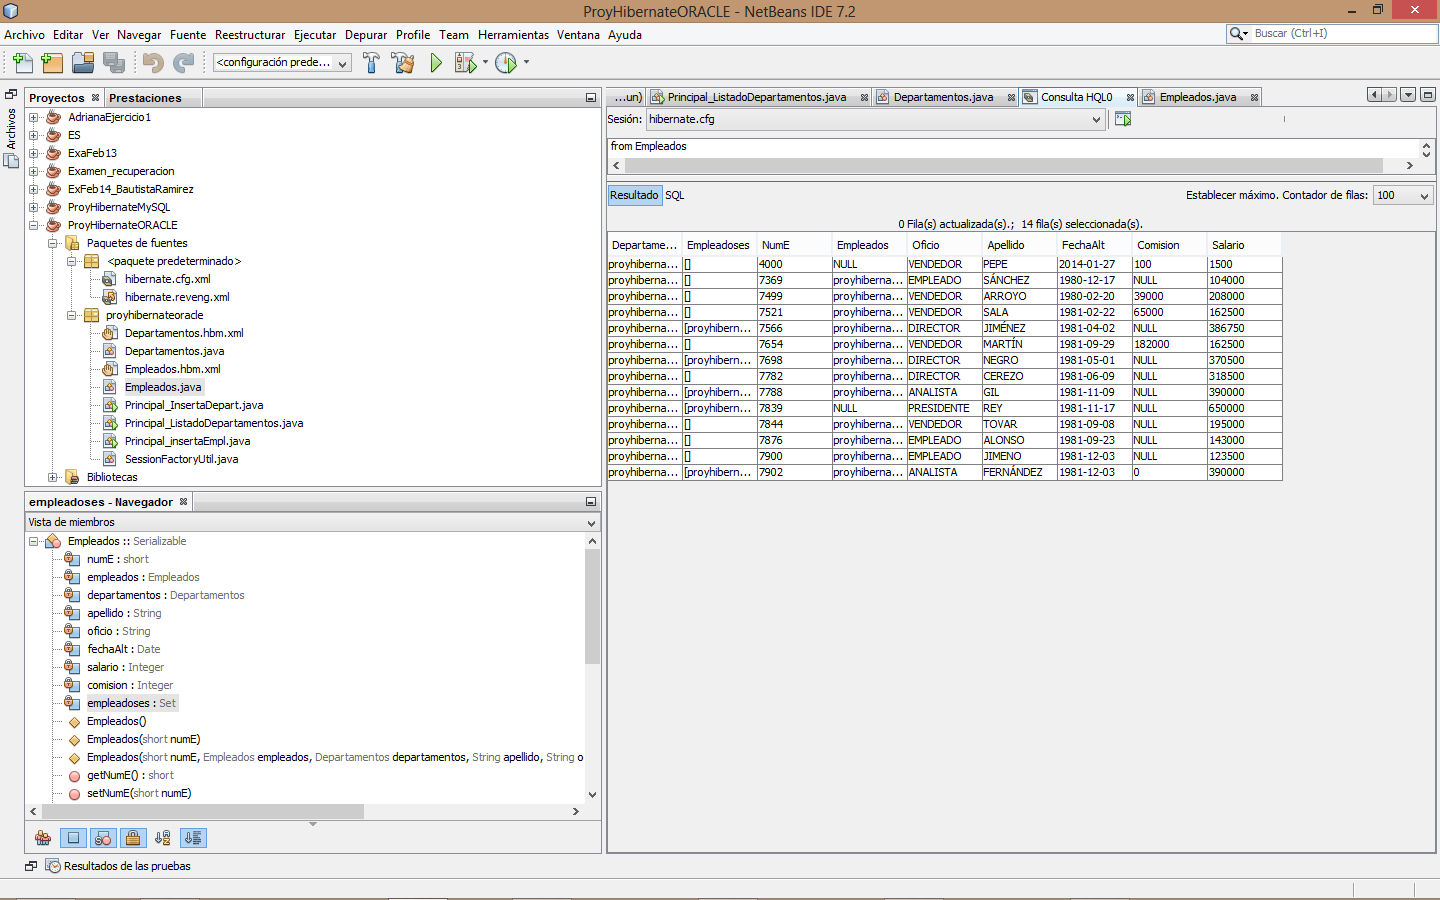 ProyHibernateORACLE - NetBeans IDE 7.2
Archivo Editar Ver Navegar Fuente Reestructurar Ejecutar Depurar Profile Team Herramientas Ventana Ayuda
Buscar (Ctrl+I)
<configuración prede...
Archivos
Proyectos Prestaciones
AdrianaEjercicio1
ES
ExaFeb13
Examen_recuperacion
ExFeb14_BautistaRamirez
ProyHibernateMySQL
ProyHibernateORACLE
Paquetes de fuentes
<paquete predeterminado>
hibernate.cfg.xml
hibernate.reveng.xml
proyhibernateoracle
Departamentos.hbm.xml
Departamentos.java
Empleados.hbm.xml
Empleados.java
Principal_InsertaDepart.java
Principal_ListadoDepartamentos.java
Principal_insertaEmpl.java
SessionFactoryUtil.java
Bibliotecas
empleadoses - Navegador
Vista de miembros
Empleados :: Serializable
numE : short
empleados : Empleados
departamentos : Departamentos
apellido : String
oficio : String
fechaAlt : Date
salario : Integer
comision : Integer
empleadoses : Set
Empleados()
Empleados(short numE)
Empleados(short numE, Empleados empleados, Departamentos departamentos, String apellido, String o
getNumE() : short
setNumE(short numE)
Resultados de las pruebas
...un) Principal_ListadoDepartamentos.java Departamentos.java Consulta HQL0 Empleados.java
Sesión: hibernate.cfg
from Empleados
Resultado SQL Establecer máximo. Contador de filas: 100
0 Fila(s) actualizada(s).; 14 fila(s) seleccionada(s).
Departame... Empleadoses NumE Empleados Oficio Apellido FechaAlt Comision Salario
proyhiberna... [] 4000 NULL VENDEDOR PEPE 2014-01-27 100 1500
proyhiberna... [] 7369 proyhiberna... EMPLEADO SÁNCHEZ 1980-12-17 NULL 104000
proyhiberna... [] 7499 proyhiberna... VENDEDOR ARROYO 1980-02-20 39000 208000
proyhiberna... [] 7521 proyhiberna... VENDEDOR SALA 1981-02-22 65000 162500
proyhiberna... [proyhibern... 7566 proyhiberna... DIRECTOR JIMÉNEZ 1981-04-02 NULL 386750
proyhiberna... [] 7654 proyhiberna... VENDEDOR MARTÍN 1981-09-29 182000 162500
proyhiberna... [proyhibern... 7698 proyhiberna... DIRECTOR NEGRO 1981-05-01 NULL 370500
proyhiberna... [] 7782 proyhiberna... DIRECTOR CEREZO 1981-06-09 NULL 318500
proyhiberna... [proyhibern... 7788 proyhiberna... ANALISTA GIL 1981-11-09 NULL 390000
proyhiberna... [proyhibern... 7839 NULL PRESIDENTE REY 1981-11-17 NULL 650000
proyhiberna... [] 7844 proyhiberna... VENDEDOR TOVAR 1981-09-08 NULL 195000
proyhiberna... [] 7876 proyhiberna... EMPLEADO ALONSO 1981-09-23 NULL 143000
proyhiberna... [] 7900 proyhiberna... EMPLEADO JIMENO 1981-12-03 NULL 123500
proyhiberna... [proyhibern... 7902 proyhiberna... ANALISTA FERNÁNDEZ 1981-12-03 0 390000